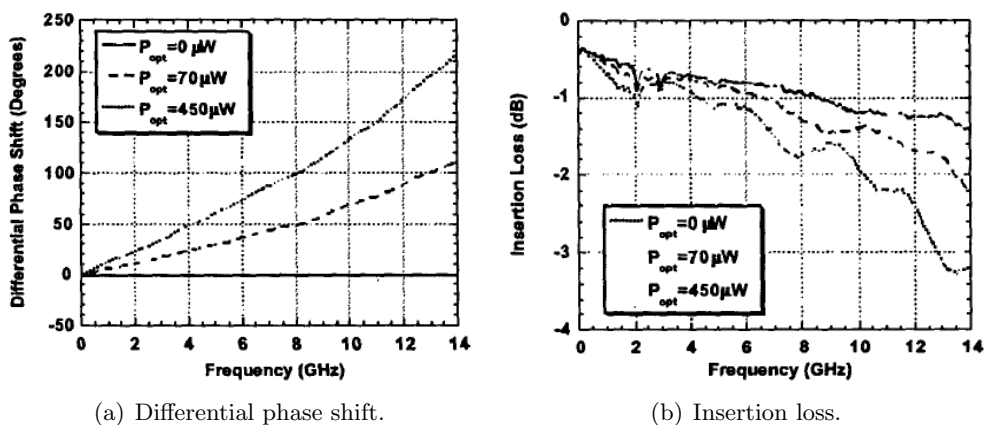 Differential Phase Shift (Degrees)
250
200
150
100
50
0
-50
P_opt=0 µW
P_opt=70µW
P_opt=450µW
0 2 4 6 8 10 12 14
Frequency (GHz)
(a) Differential phase shift.
Insertion Loss (dB)
0
-1
-2
-3
-4
P_opt=0 µW
P_opt=70µW
P_opt=450µW
0 2 4 6 8 10 12 14
Frequency (GHz)
(b) Insertion loss.